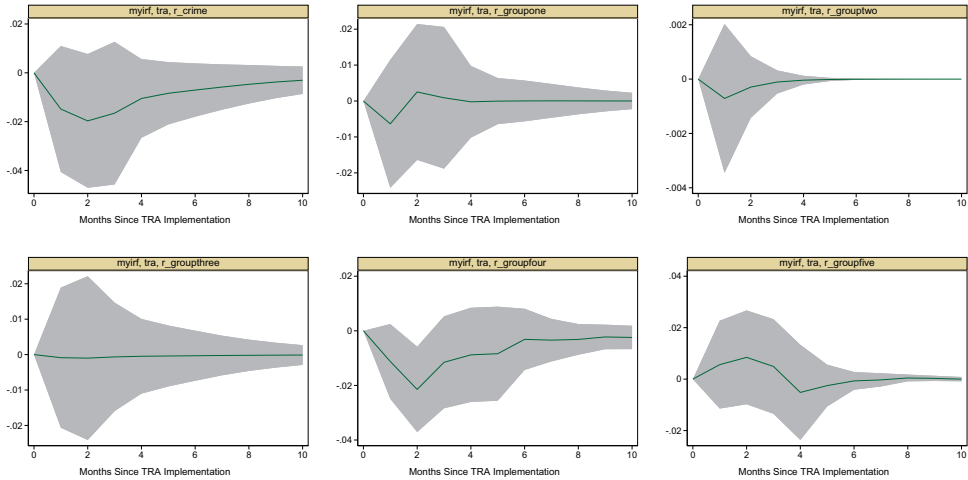 myirf, tra, r_crime
.02
0
-.02
-.04
0 2 4 6 8 10
Months Since TRA Implementation
myirf, tra, r_groupone
.02
.01
0
-.01
-.02
0 2 4 6 8 10
Months Since TRA Implementation
myirf, tra, r_grouptwo
.002
0
-.002
-.004
0 2 4 6 8 10
Months Since TRA Implementation
myirf, tra, r_groupthree
.02
.01
0
-.01
-.02
0 2 4 6 8 10
Months Since TRA Implementation
myirf, tra, r_groupfour
.02
0
-.02
-.04
0 2 4 6 8 10
Months Since TRA Implementation
myirf, tra, r_groupfive
.04
.02
0
-.02
0 2 4 6 8 10
Months Since TRA Implementation